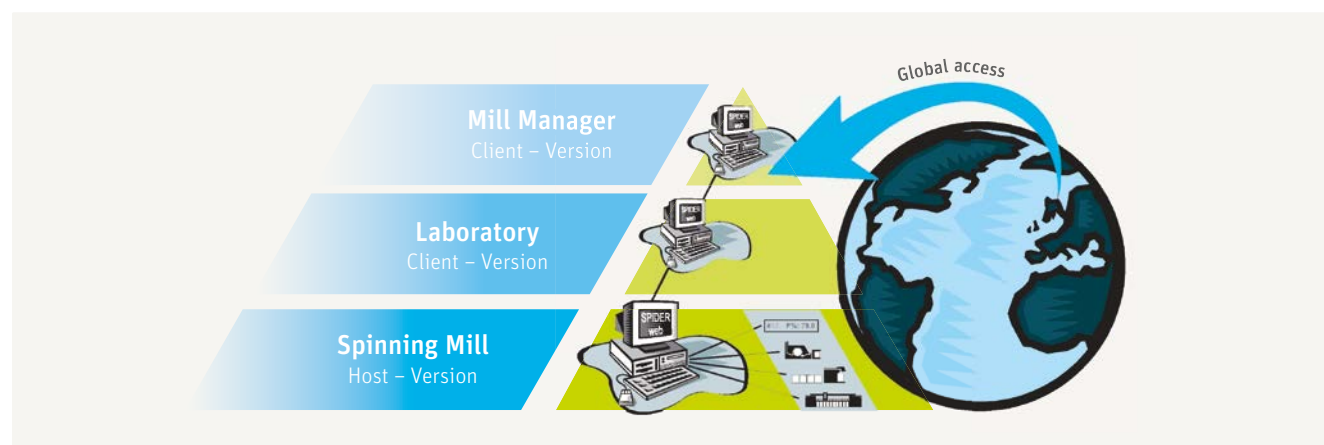 Global access
Mill Manager
Client – Version
SPIDER
web
Laboratory
Client – Version
SPIDER
web
Spinning Mill
Host – Version
SPIDER
web